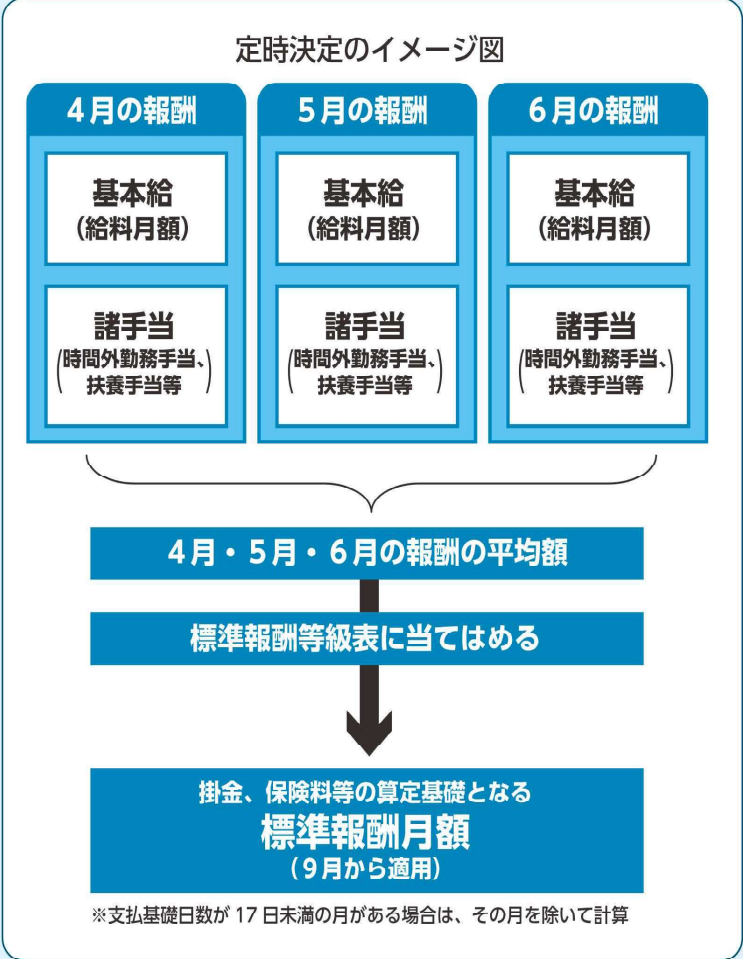 定時決定のイメージ図
4月の報酬
基本給
(給料月額)
諸手当
(時間外勤務手当、
扶養手当等)
5月の報酬
基本給
(給料月額)
諸手当
(時間外勤務手当、
扶養手当等)
6月の報酬
基本給
(給料月額)
諸手当
(時間外勤務手当、
扶養手当等)
4月・5月・6月の報酬の平均額
標準報酬等級表に当てはめる
掛金、保険料等の算定基礎となる
標準報酬月額
(9月から適用)
※支払基礎日数が 17 日未満の月がある場合は、その月を除いて計算